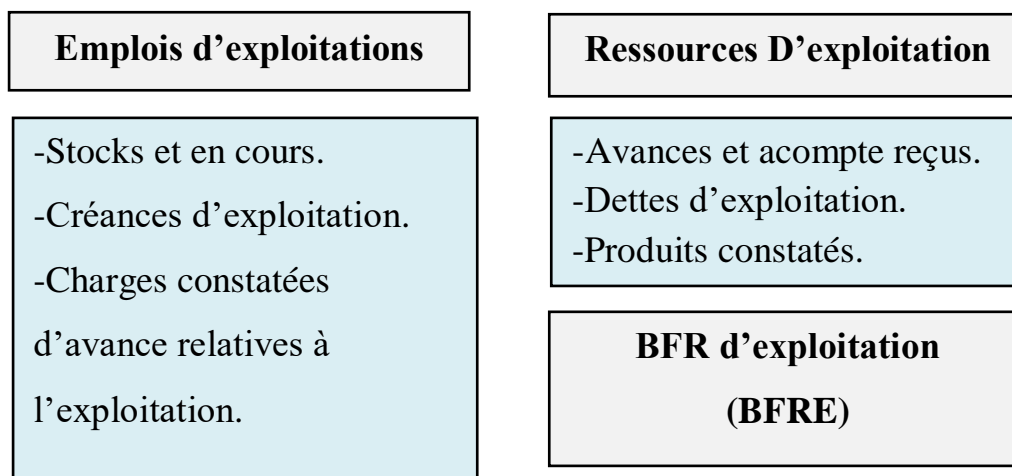 Emplois d’exploitations
-Stocks et en cours.
-Créances d’exploitation.
-Charges constatées
d’avance relatives à
l’exploitation.
Ressources D’exploitation
-Avances et acompte reçus.
-Dettes d’exploitation.
-Produits constatés.
BFR d’exploitation
(BFRE)